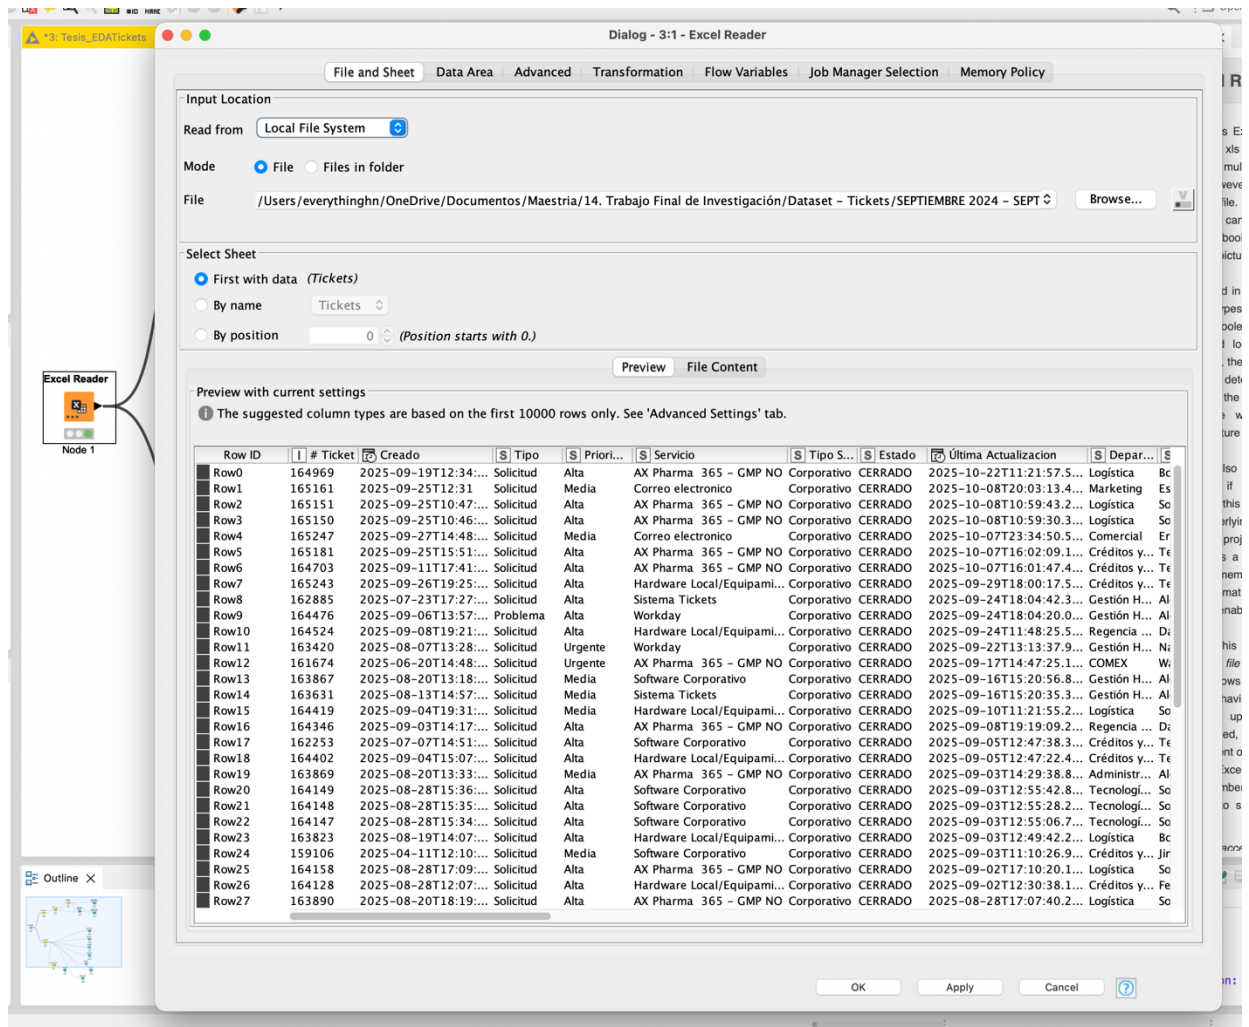 *3: Tesis_EDATickets
Dialog - 3:1 - Excel Reader
File and Sheet Data Area Advanced Transformation Flow Variables Job Manager Selection Memory Policy
Input Location
Read from Local File System
Mode File Files in folder
File /Users/everythinghn/OneDrive/Documentos/Maestria/14. Trabajo Final de Investigación/Dataset - Tickets/SEPTIEMBRE 2024 - SEPT Browse...
Select Sheet
First with data (Tickets)
By name Tickets
By position 0 (Position starts with 0.)
Preview File Content
Preview with current settings
The suggested column types are based on the first 10000 rows only. See 'Advanced Settings' tab.
Row ID I # Ticket Creado S Tipo S Priori... S Servicio S Tipo S... S Estado Última Actualizacion S Depar... S
Row0 164969 2025-09-19T12:34:... Solicitud Alta AX Pharma 365 - GMP NO Corporativo CERRADO 2025-10-22T11:21:57.5... Logística Bo
Row1 165161 2025-09-25T12:31 Solicitud Media Correo electronico Corporativo CERRADO 2025-10-08T20:03:13.4... Marketing Es
Row2 165151 2025-09-25T10:47:... Solicitud Alta AX Pharma 365 - GMP NO Corporativo CERRADO 2025-10-08T10:59:43.2... Logística So
Row3 165150 2025-09-25T10:46:... Solicitud Alta AX Pharma 365 - GMP NO Corporativo CERRADO 2025-10-08T10:59:30.3... Logística So
Row4 165247 2025-09-27T14:48:... Solicitud Media Correo electronico Corporativo CERRADO 2025-10-07T23:34:50.5... Comercial Er
Row5 165181 2025-09-25T15:51:... Solicitud Alta AX Pharma 365 - GMP NO Corporativo CERRADO 2025-10-07T16:02:09.1... Créditos y... Te
Row6 164703 2025-09-11T17:41:... Solicitud Alta AX Pharma 365 - GMP NO Corporativo CERRADO 2025-10-07T16:01:47.4... Créditos y... Te
Row7 165243 2025-09-26T19:25:... Solicitud Alta Hardware Local/Equipami... Corporativo CERRADO 2025-09-29T18:00:17.5... Créditos y... Te
Row8 162885 2025-07-23T17:27:... Solicitud Alta Sistema Tickets Corporativo CERRADO 2025-09-24T18:04:42.3... Gestión H... Al
Row9 164476 2025-09-06T13:57:... Problema Alta Workday Corporativo CERRADO 2025-09-24T18:04:20.0... Gestión H... Al
Row10 164524 2025-09-08T19:21:... Solicitud Alta Hardware Local/Equipami... Corporativo CERRADO 2025-09-24T11:48:25.5... Regencia ... Da
Row11 163420 2025-08-07T13:28:... Solicitud Urgente Workday Corporativo CERRADO 2025-09-22T13:13:37.9... Gestión H... Na
Row12 161674 2025-06-20T14:48:... Solicitud Urgente AX Pharma 365 - GMP NO Corporativo CERRADO 2025-09-17T14:47:25.1... COMEX Wa
Row13 163867 2025-08-20T13:18:... Solicitud Media Software Corporativo Corporativo CERRADO 2025-09-16T15:20:56.8... Gestión H... Al
Row14 163631 2025-08-13T14:57:... Solicitud Media Sistema Tickets Corporativo CERRADO 2025-09-16T15:20:35.3... Gestión H... Al
Row15 164419 2025-09-04T19:31:... Solicitud Media Hardware Local/Equipami... Corporativo CERRADO 2025-09-10T11:21:55.2... Logística So
Row16 164346 2025-09-03T14:17:... Solicitud Alta AX Pharma 365 - GMP NO Corporativo CERRADO 2025-09-08T19:19:09.2... Regencia ... Da
Row17 162253 2025-07-07T14:51:... Solicitud Alta Software Corporativo Corporativo CERRADO 2025-09-05T12:47:38.3... Créditos y... Te
Row18 164402 2025-09-04T15:07:... Solicitud Alta Hardware Local/Equipami... Corporativo CERRADO 2025-09-05T12:47:22.4... Créditos y... Te
Row19 163869 2025-08-20T13:33:... Solicitud Media AX Pharma 365 - GMP NO Corporativo CERRADO 2025-09-03T14:29:38.8... Administr... Al
Row20 164149 2025-08-28T15:36:... Solicitud Alta Software Corporativo Corporativo CERRADO 2025-09-03T12:55:42.8... Tecnologí... So
Row21 164148 2025-08-28T15:35:... Solicitud Alta Software Corporativo Corporativo CERRADO 2025-09-03T12:55:28.2... Tecnologí... So
Row22 164147 2025-08-28T15:34:... Solicitud Alta Software Corporativo Corporativo CERRADO 2025-09-03T12:55:06.7... Tecnologí... So
Row23 163823 2025-08-19T14:07:... Solicitud Alta Hardware Local/Equipami... Corporativo CERRADO 2025-09-03T12:49:42.2... Logística Bo
Row24 159106 2025-04-11T12:10:... Solicitud Media Software Corporativo Corporativo CERRADO 2025-09-03T11:10:26.9... Créditos y... Jir
Row25 164158 2025-08-28T17:09:... Solicitud Alta AX Pharma 365 - GMP NO Corporativo CERRADO 2025-09-02T17:10:20.1... Logística So
Row26 164128 2025-08-28T12:07:... Solicitud Alta Hardware Local/Equipami... Corporativo CERRADO 2025-09-02T12:30:38.1... Créditos y... Fe
Row27 163890 2025-08-20T18:19:... Solicitud Alta AX Pharma 365 - GMP NO Corporativo CERRADO 2025-08-28T17:07:40.2... Logística So
OK Apply Cancel ?
Excel Reader
Node 1
Outline